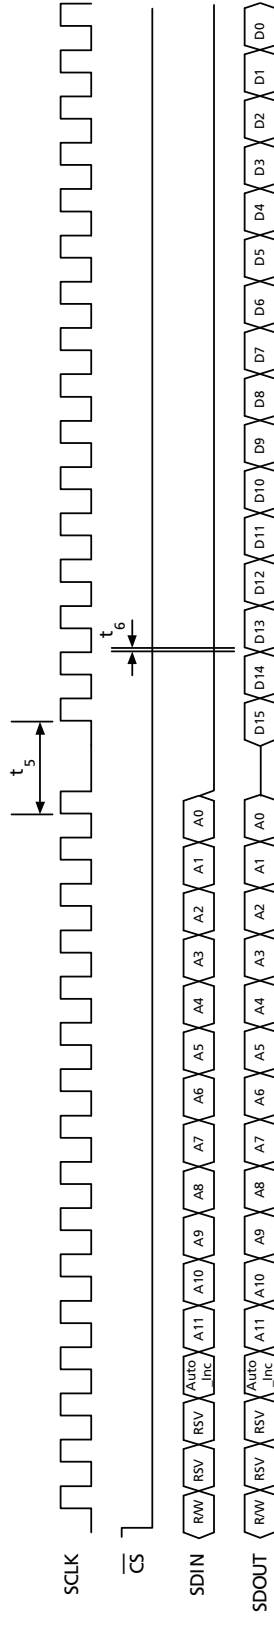 SCLK
t5
CS
t6
SDIN
R/W RSV RSV Auto_Inc A11 A10 A9 A8 A7 A6 A5 A4 A3 A2 A1 A0
SDOUT
R/W RSV RSV Auto_Inc A11 A10 A9 A8 A7 A6 A5 A4 A3 A2 A1 A0 D15 D14 D13 D12 D11 D10 D9 D8 D7 D6 D5 D4 D3 D2 D1 D0